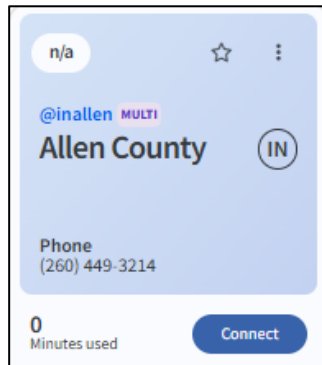 n/a
@inallen MULTI
Allen County IN
Phone
(260) 449-3214
0
Minutes used
Connect